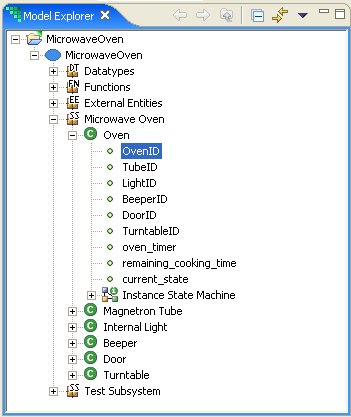 Model Explorer
MicrowaveOven
MicrowaveOven
DT Datatypes
FN Functions
EE External Entities
SS Microwave Oven
C Oven
OvenID
TubeID
LightID
BeeperID
DoorID
TurntableID
oven_timer
remaining_cooking_time
current_state
Instance State Machine
C Magnetron Tube
C Internal Light
C Beeper
C Door
C Turntable
SS Test Subsystem